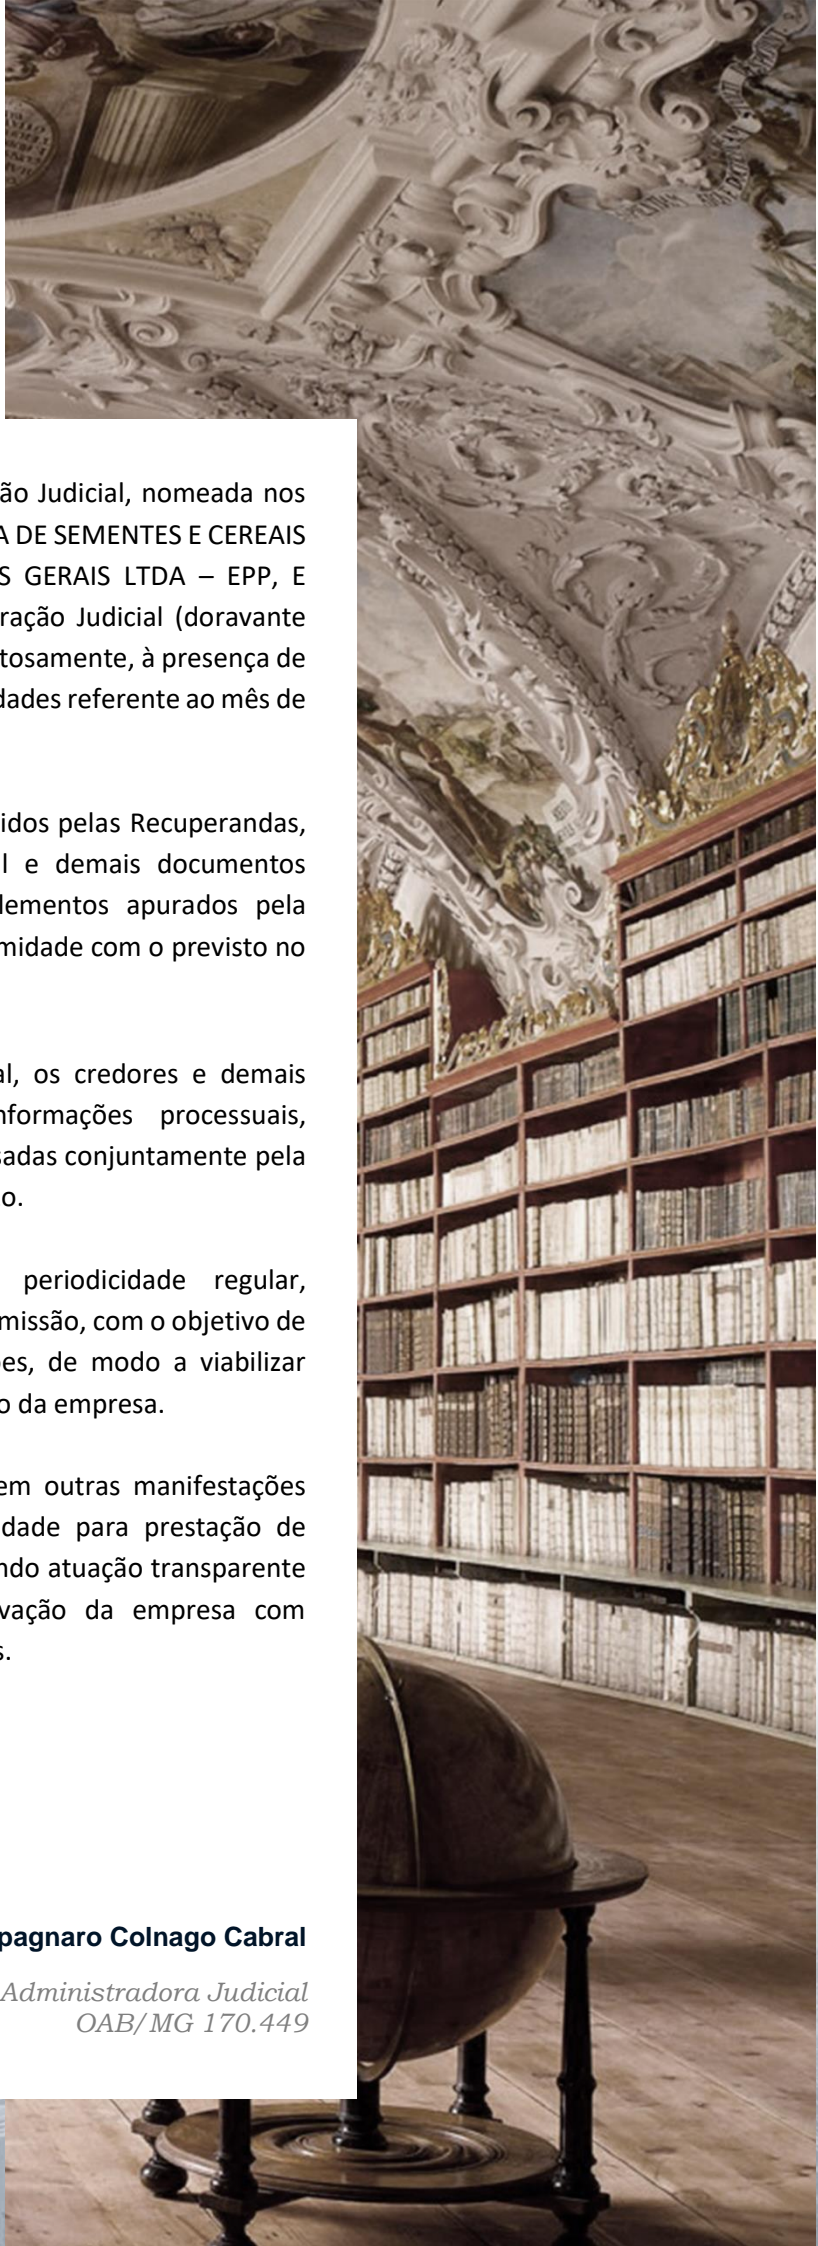 ão Judicial, nomeada nos
A DE SEMENTES E CEREAIS
S GERAIS LTDA – EPP, E
ração Judicial (doravante
tosamente, à presença de
dades referente ao mês de
idos pelas Recuperandas,
l e demais documentos
lementos apurados pela
midade com o previsto no
al, os credores e demais
nformações processuais,
sadas conjuntamente pela
o.
periodicidade regular,
missão, com o objetivo de
es, de modo a viabilizar
o da empresa.
em outras manifestações
dade para prestação de
ndo atuação transparente
vação da empresa com
s.
pagnaro Colnago Cabral
Administradora Judicial
OAB/MG 170.449